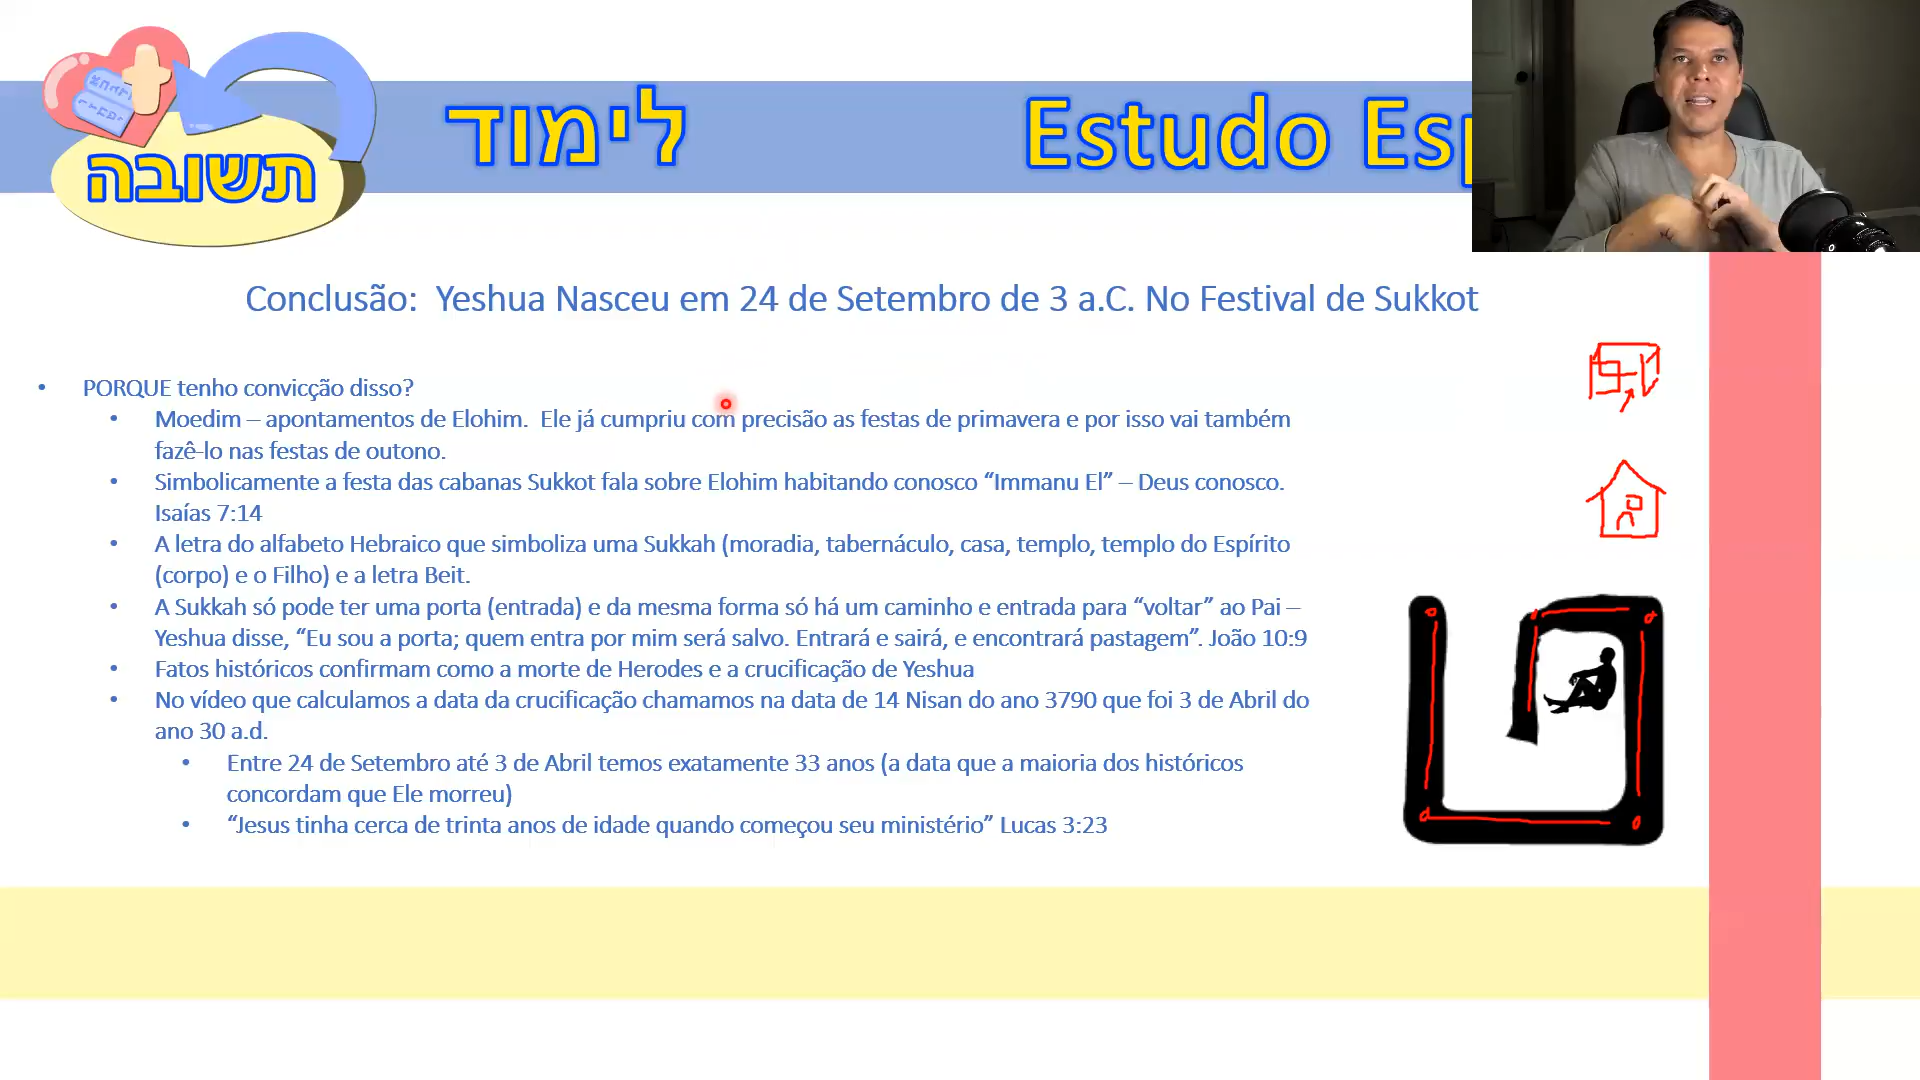 תשובה
לימוד
Estudo Esp
Conclusão: Yeshua Nasceu em 24 de Setembro de 3 a.C. No Festival de Sukkot
• PORQUE tenho convicção disso?
• Moedim – apontamentos de Elohim. Ele já cumpriu com precisão as festas de primavera e por isso vai também
fazê-lo nas festas de outono.
• Simbolicamente a festa das cabanas Sukkot fala sobre Elohim habitando conosco “Immanu El” – Deus conosco.
Isaías 7:14
• A letra do alfabeto Hebraico que simboliza uma Sukkah (moradia, tabernáculo, casa, templo, templo do Espírito
(corpo) e o Filho) e a letra Beit.
• A Sukkah só pode ter uma porta (entrada) e da mesma forma só há um caminho e entrada para “voltar” ao Pai –
Yeshua disse, “Eu sou a porta; quem entra por mim será salvo. Entrará e sairá, e encontrará pastagem”. João 10:9
• Fatos históricos confirmam como a morte de Herodes e a crucificação de Yeshua
• No vídeo que calculamos a data da crucificação chamamos na data de 14 Nisan do ano 3790 que foi 3 de Abril do
ano 30 a.d.
• Entre 24 de Setembro até 3 de Abril temos exatamente 33 anos (a data que a maioria dos históricos
concordam que Ele morreu)
• “Jesus tinha cerca de trinta anos de idade quando começou seu ministério” Lucas 3:23